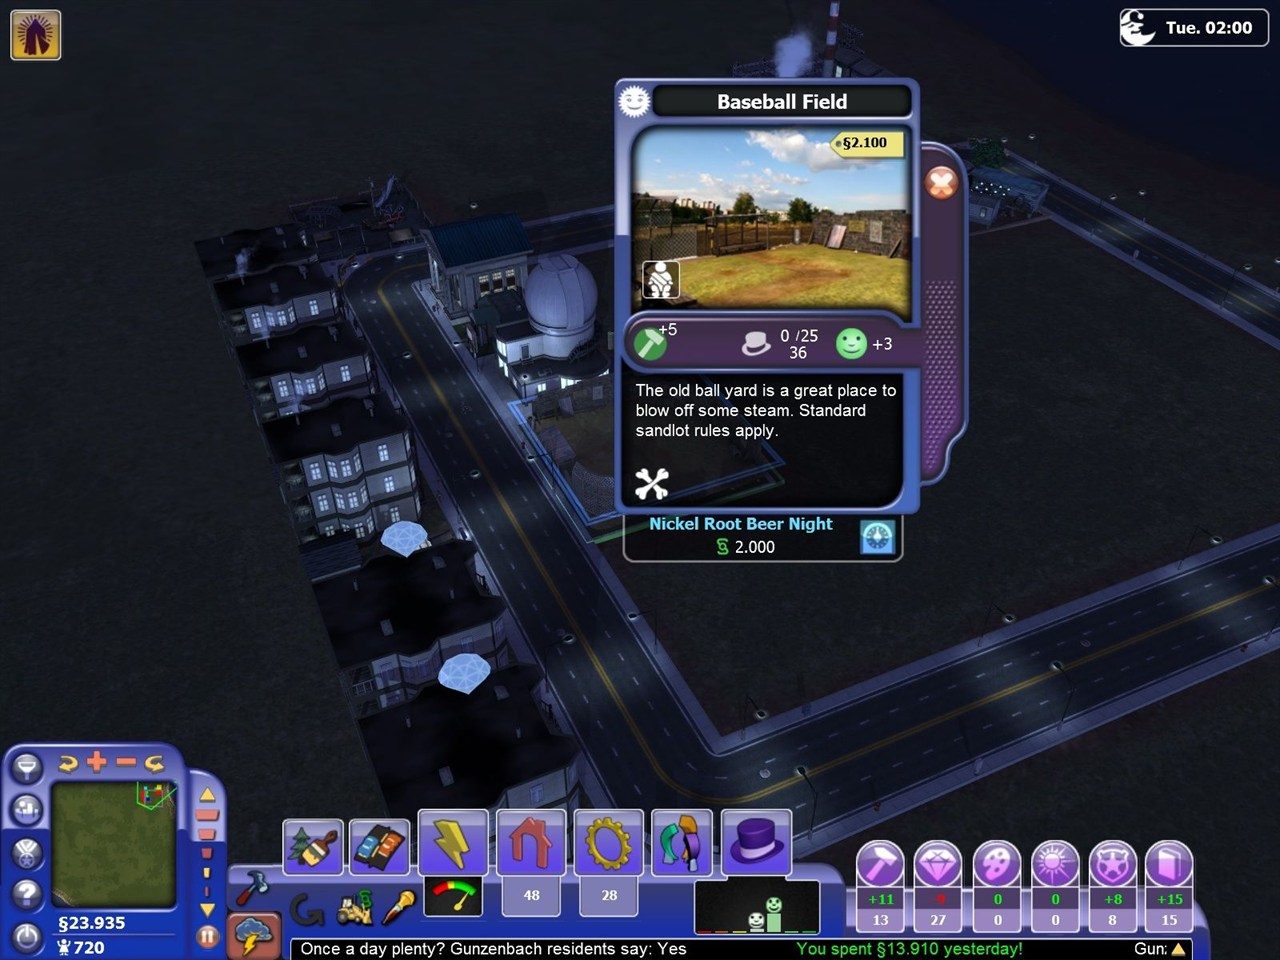 Tue. 02:00
Baseball Field
§2.100
+5
0 /25
36
+3
The old ball yard is a great place to
blow off some steam. Standard
sandlot rules apply.
Nickel Root Beer Night
§ 2.000
48
28
+11
0
0
+8
+15
13
27
0
0
8
15
§23.935
720
Once a day plenty? Gunzenbach residents say: Yes
You spent §13.910 yesterday!
Gun: